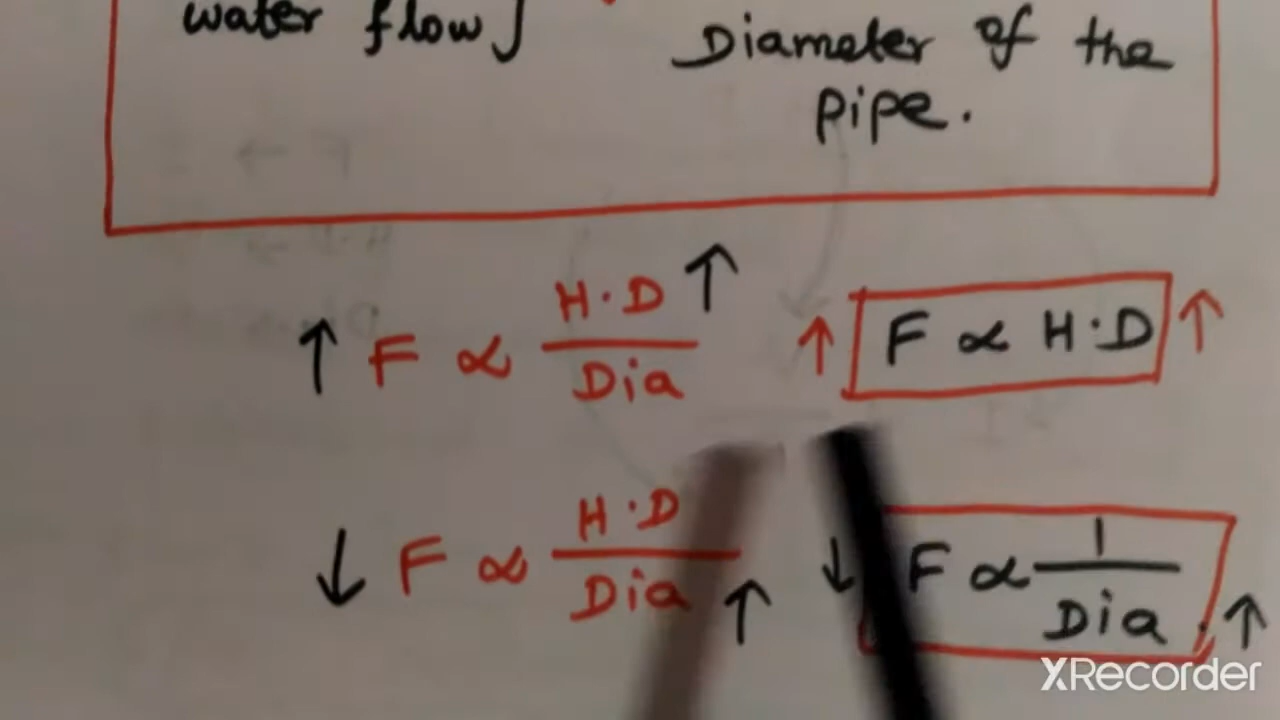 water flow]
Diameter of the
pipe.
↑ F ∝ H.D/Dia ↑
↑ F ∝ H.D ↑
↓ F ∝ H.D/Dia ↑
↓ F ∝ 1/Dia. ↑
XRecorder